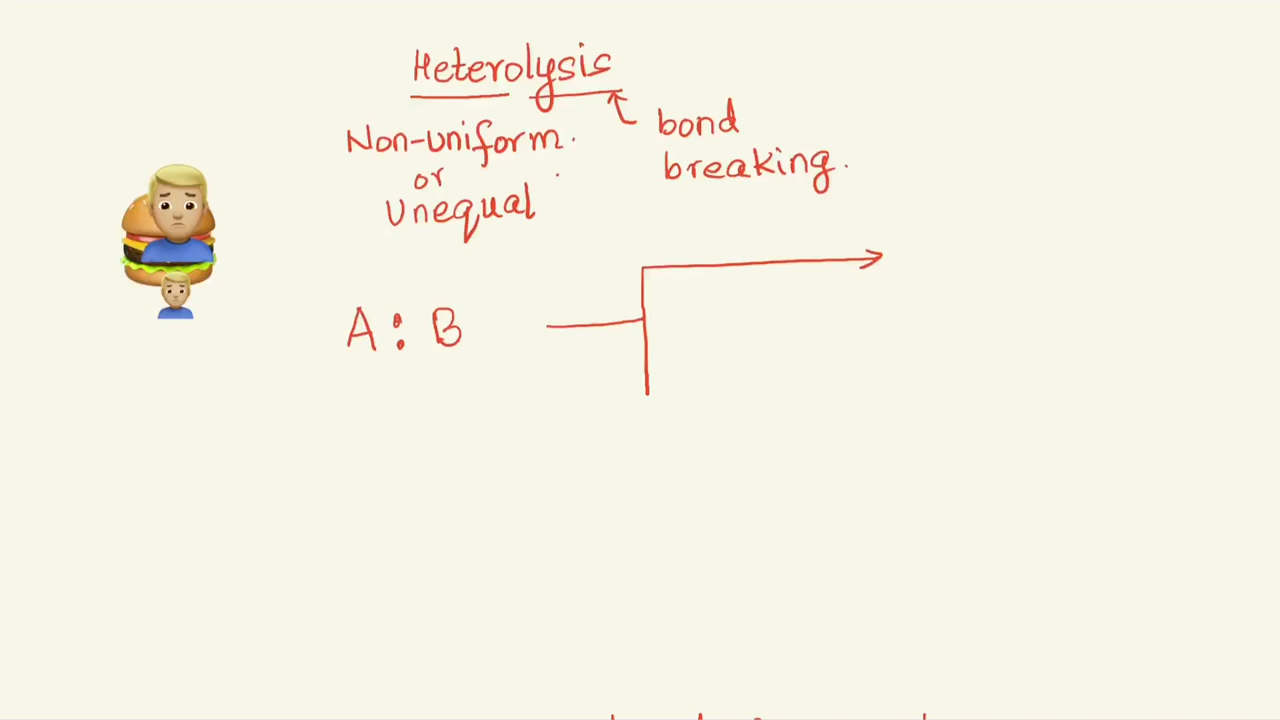 Heterolysis
Non-uniform.
or
Unequal
bond
breaking.
A : B